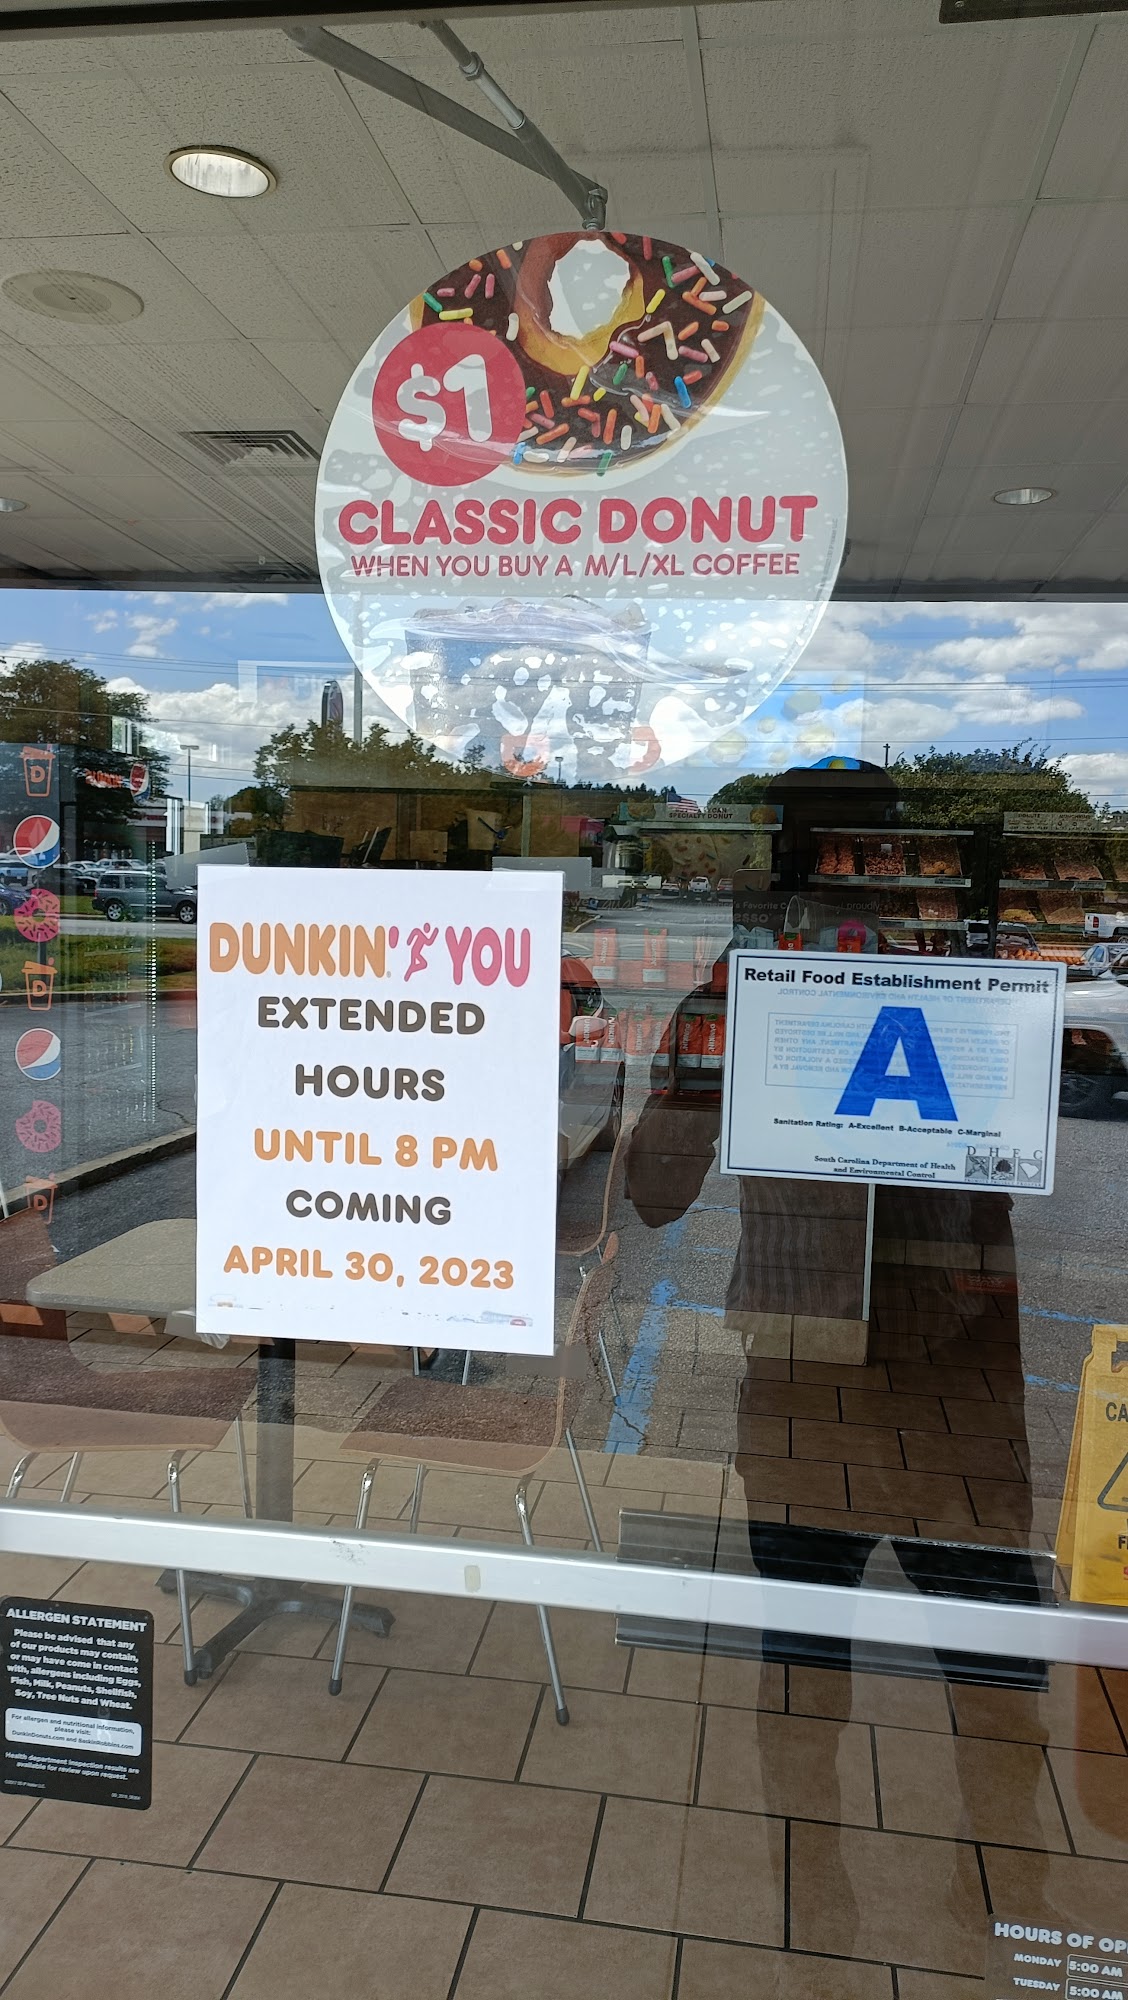 $1
CLASSIC DONUT
WHEN YOU BUY A M/L/XL COFFEE
SPECIALTY DONUT
DUNKIN' YOU
EXTENDED
HOURS
UNTIL 8 PM
COMING
APRIL 30, 2023
Retail Food Establishment Permit
A
Sanitation Rating: A-Excellent B-Acceptable C-Marginal
South Carolina Department of Health
and Environmental Control
D H E C
ALLERGEN STATEMENT
Please be advised that any
of our products may contain,
or may have come in contact
with, allergens including Eggs,
Fish, Milk, Peanuts, Shellfish,
Soy, Tree Nuts and Wheat.
For allergen and nutritional information,
please visit:
DunkinDonuts.com and BaskinRobbins.com
Health department inspection results are
available for review upon request.
CA
HOURS OF OP
MONDAY 5:00 AM
TUESDAY 5:00 AM